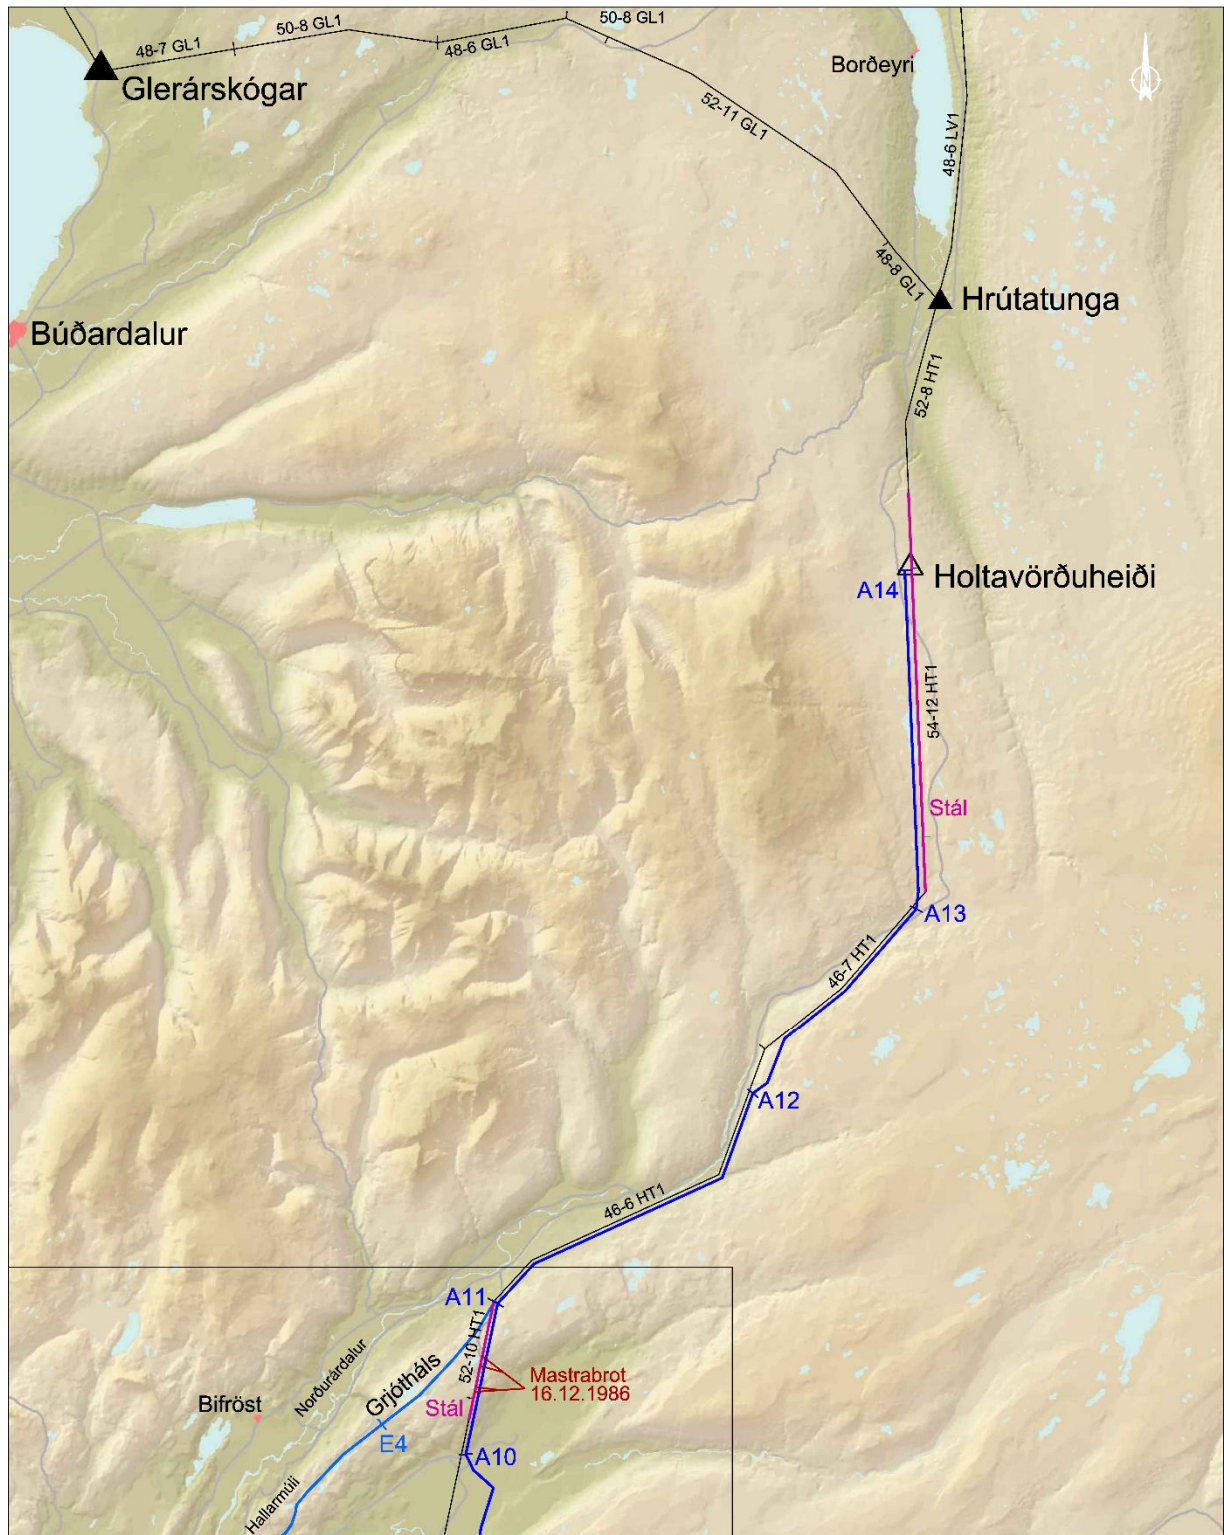 50-8 GL1
50-8 GL1
48-7 GL1
48-6 GL1
Glerárskógar
Borðeyri
52-11 GL1
48-6 LV1
48-8 GL1
Hrútatunga
Búðardalur
52-8 HT1
Holtavörðuheiði
A14
54-12 HT1
Stál
A13
46-7 HT1
A12
46-6 HT1
A11
52-10 HT1
Norðurárdalur
Grjótháls
Mastrabrot
16.12.1986
Bifröst
Stál
E4
A10
Hallarmúli